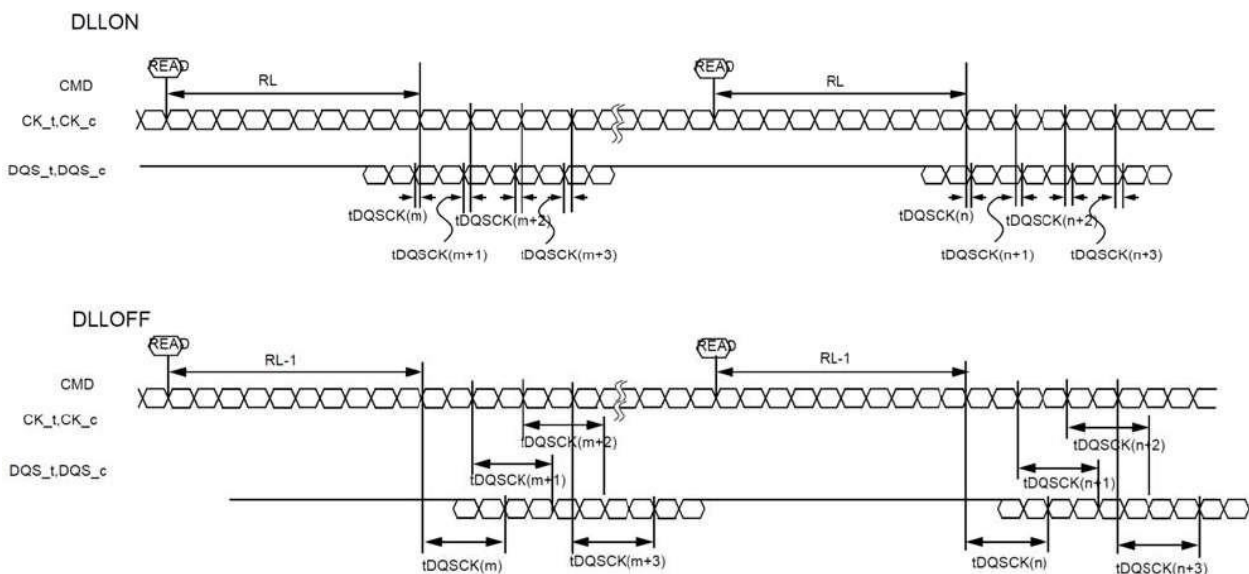 DLLON
READ
READ
RL
RL
CMD
CK_t,CK_c
DQS_t,DQS_c
tDQSCK(m)
tDQSCK(m+2)
tDQSCK(n)
tDQSCK(n+2)
tDQSCK(m+1)
tDQSCK(m+3)
tDQSCK(n+1)
tDQSCK(n+3)
DLLOFF
READ
READ
RL-1
RL-1
CMD
CK_t,CK_c
tDQSCK(m+2)
tDQSCK(n+2)
DQS_t,DQS_c
tDQSCK(m+1)
tDQSCK(n+1)
tDQSCK(m)
tDQSCK(m+3)
tDQSCK(n)
tDQSCK(n+3)